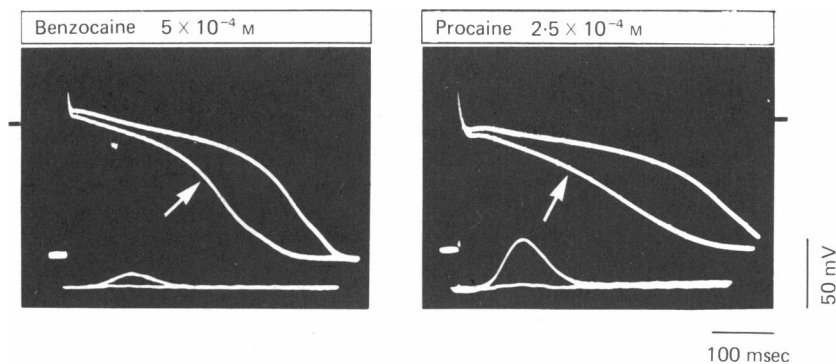 Benzocaine 5 × 10⁻⁴ M
Procaine 2·5 × 10⁻⁴ M
50 mV
100 msec